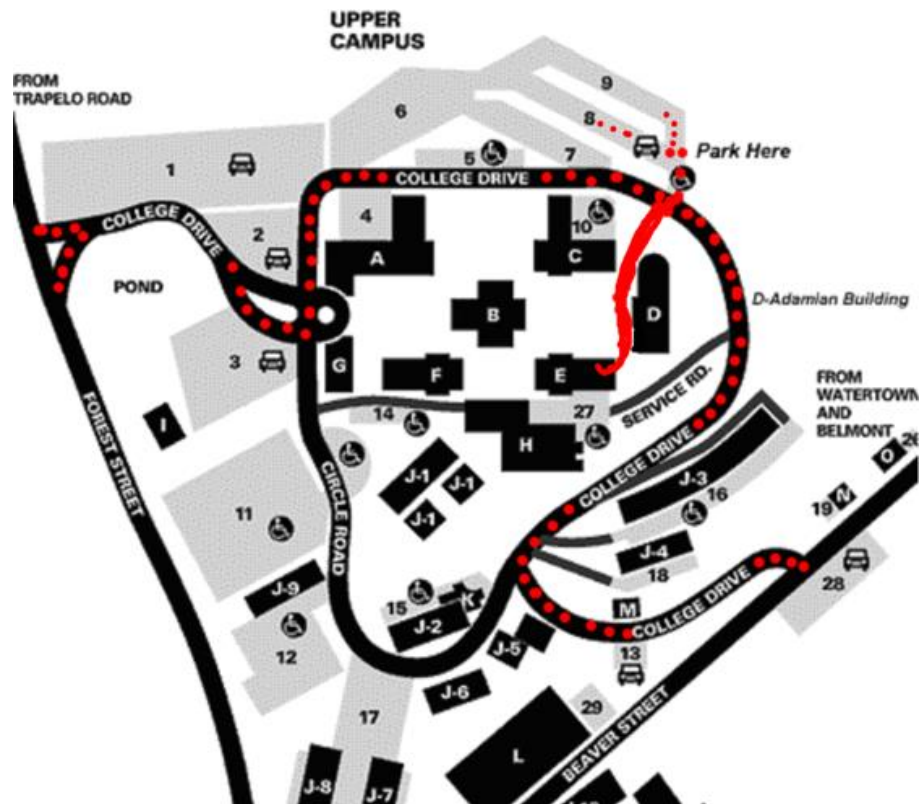 UPPER
CAMPUS
FROM
TRAPELO ROAD
9
6
8
Park Here
1
5
7
COLLEGE DRIVE
COLLEGE DRIVE
4
10
2
A
C
POND
D-Adamian Building
B
D
3
G
F
E
FROM
WATERTOWN
AND
BELMONT
SERVICE RD.
14
27
I
H
FOREST STREET
CIRCLE ROAD
COLLEGE DRIVE
O
J-1
J-1
J-1
J-3
16
N
19
11
J-4
18
28
J-9
15
K
M
COLLEGE DRIVE
J-2
J-5
13
12
J-6
17
29
BEAVER STREET
L
J-8
J-7